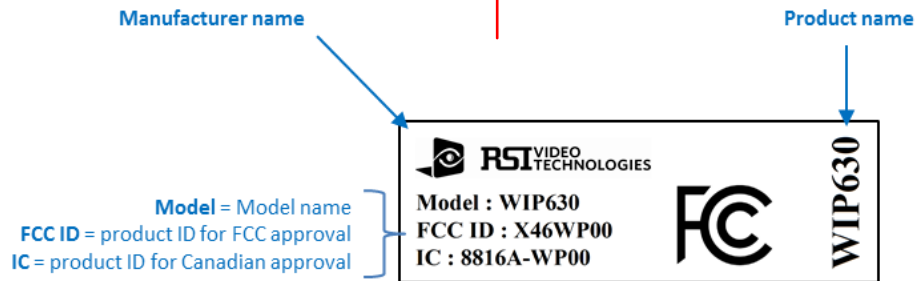 Manufacturer name
Product name
RSI VIDEO TECHNOLOGIES
Model : WIP630
FCC ID : X46WP00
IC : 8816A-WP00
FC
WIP630
Model = Model name
FCC ID = product ID for FCC approval
IC = product ID for Canadian approval